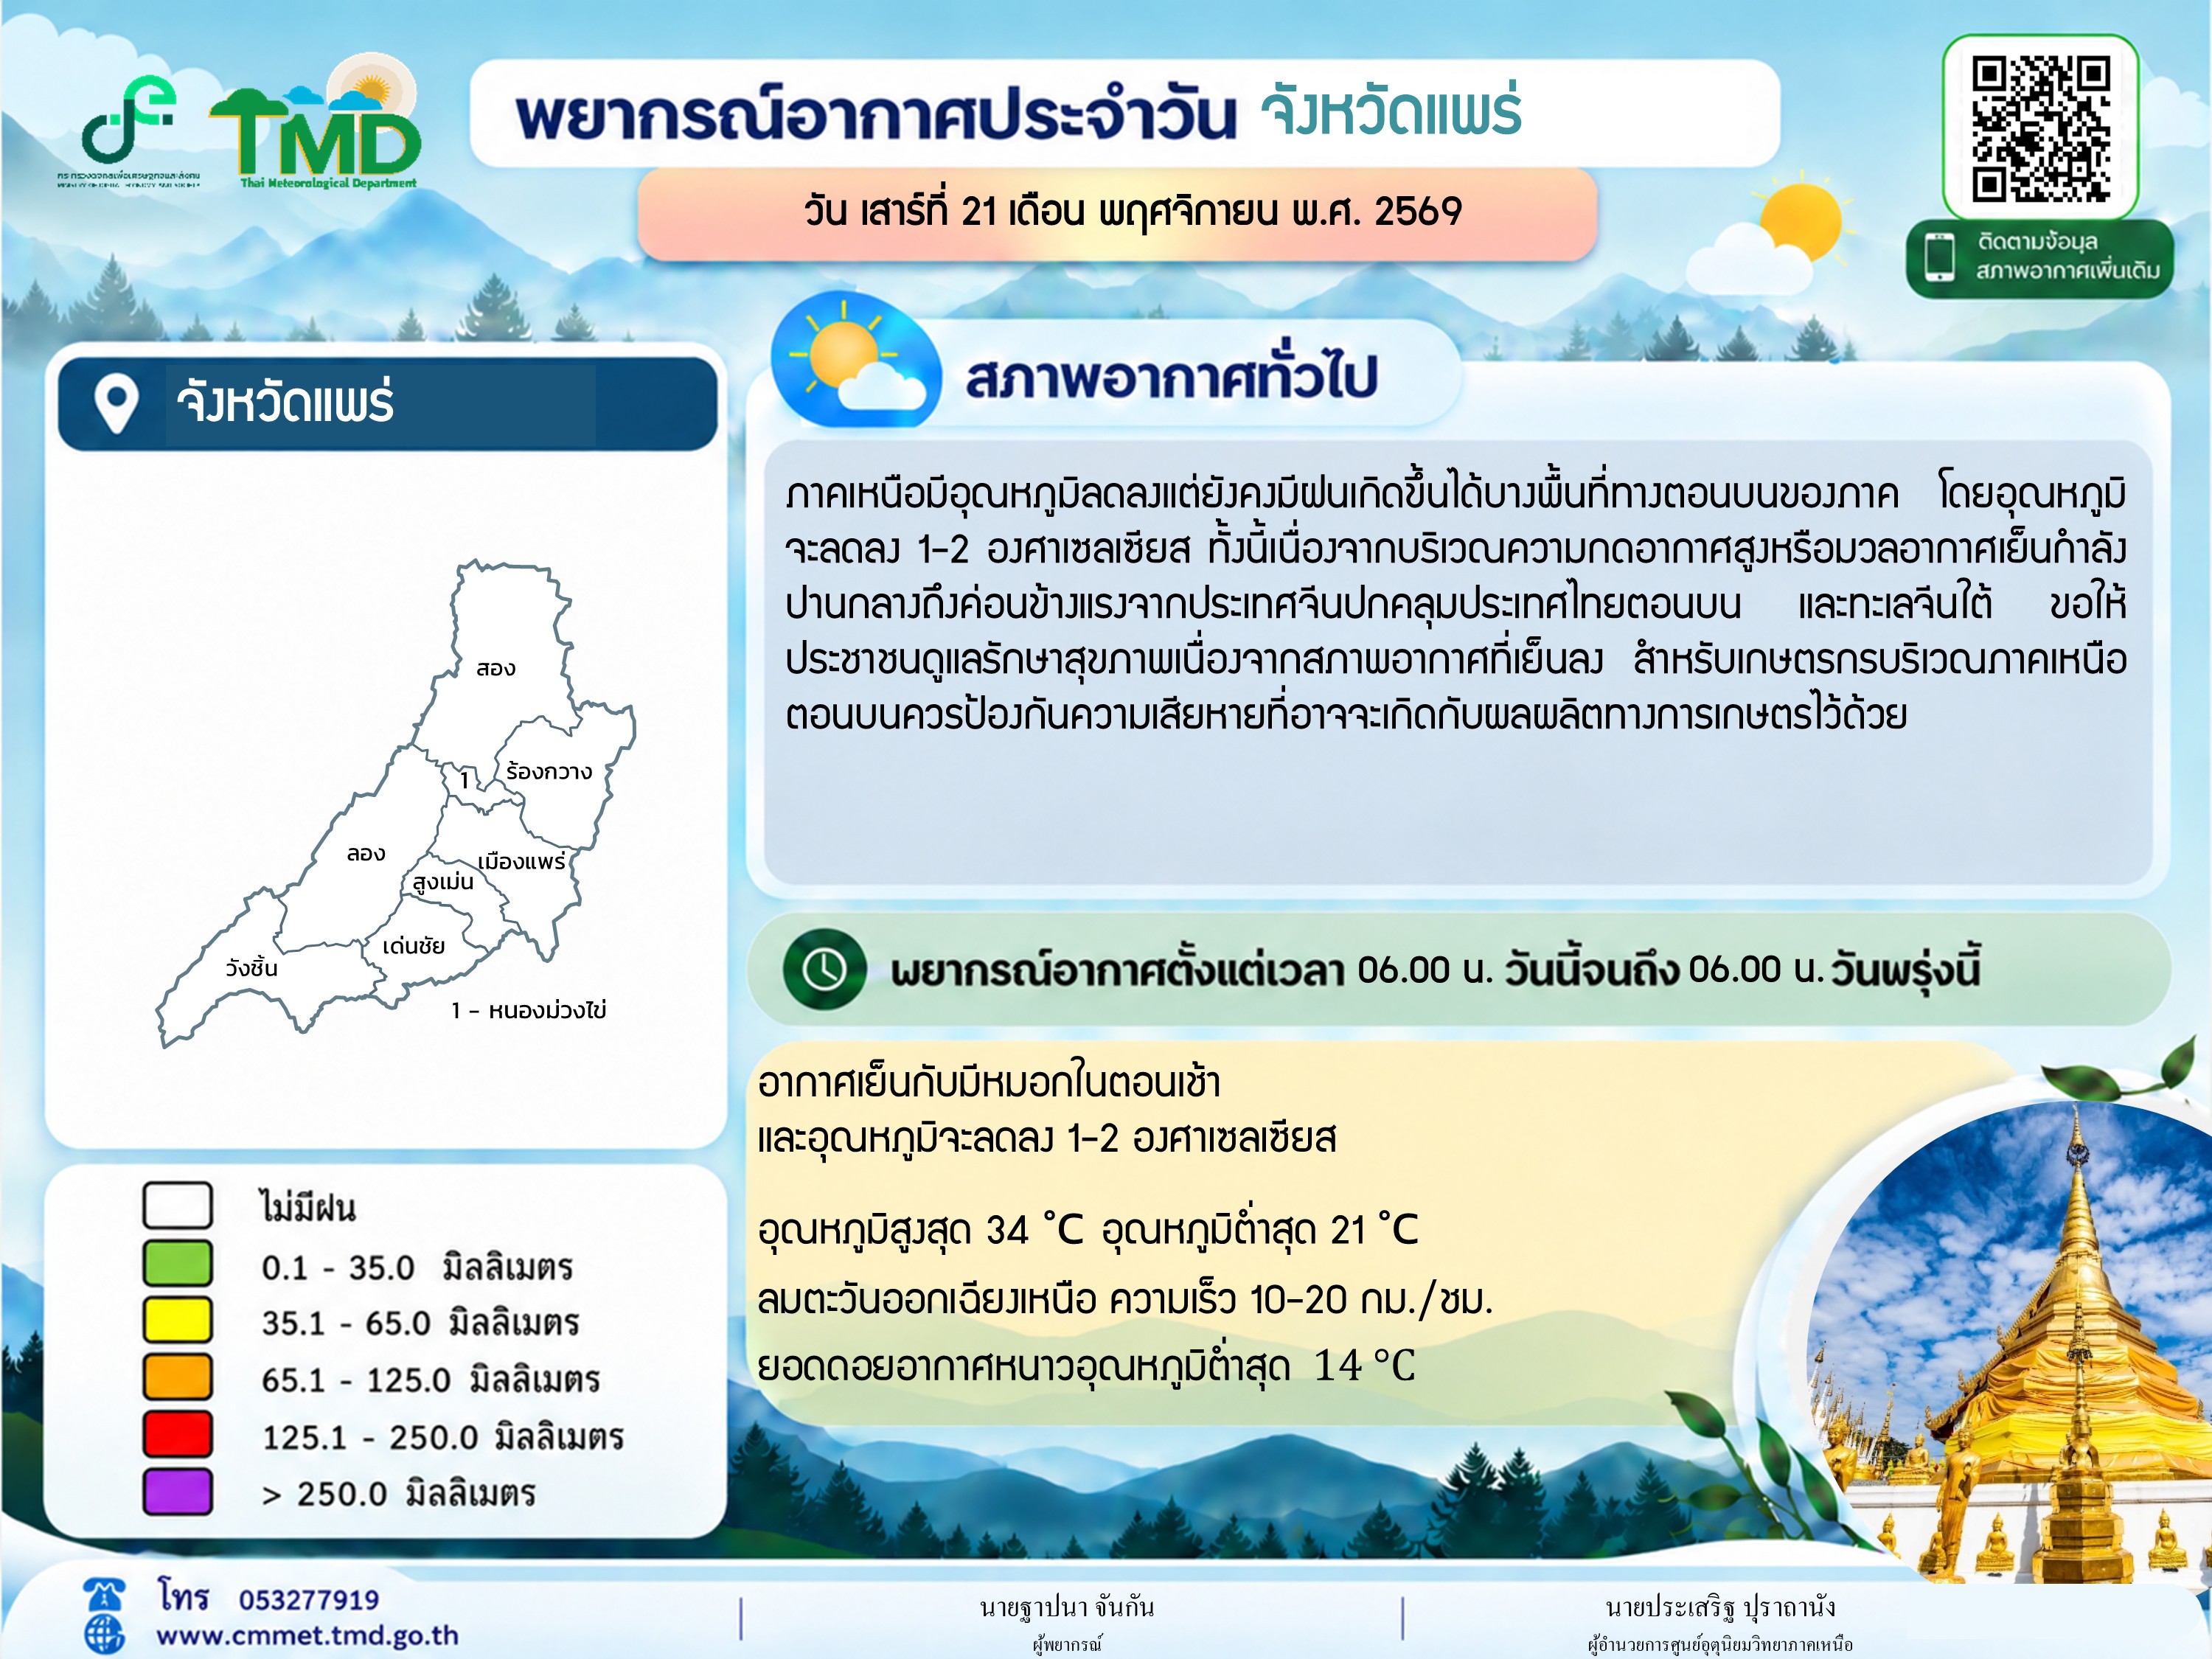 Thai Meteorological Department
TMD
พยากรณ์อากาศประจำวัน จังหวัดแพร่
วัน เสาร์ที่ 21 เดือน พฤศจิกายน พ.ศ. 2569
ติดตามข้อมูล
สภาพอากาศเพิ่มเติม
จังหวัดแพร่
สอง
ร้องกวาง
1
ลอง
เมืองแพร่
สูงเม่น
เด่นชัย
วังชิ้น
1 - หนองม่วงไข่
ไม่มีฝน
0.1 - 35.0 มิลลิเมตร
35.1 - 65.0 มิลลิเมตร
65.1 - 125.0 มิลลิเมตร
125.1 - 250.0 มิลลิเมตร
> 250.0 มิลลิเมตร
สภาพอากาศทั่วไป
ภาคเหนือมีอุณหภูมิลดลงแต่ยังคงมีฝนเกิดขึ้นได้บางพื้นที่ทางตอนบนของภาค โดยอุณหภูมิ
จะลดลง 1-2 องศาเซลเซียส ทั้งนี้เนื่องจากบริเวณความกดอากาศสูงหรือมวลอากาศเย็นกำลัง
ปานกลางถึงค่อนข้างแรงจากประเทศจีนปกคลุมประเทศไทยตอนบน และทะเลจีนใต้ ขอให้
ประชาชนดูแลรักษาสุขภาพเนื่องจากสภาพอากาศที่เย็นลง สำหรับเกษตรกรบริเวณภาคเหนือ
ตอนบนควรป้องกันความเสียหายที่อาจจะเกิดกับผลผลิตทางการเกษตรไว้ด้วย
พยากรณ์อากาศตั้งแต่เวลา 06.00 น. วันนี้จนถึง 06.00 น. วันพรุ่งนี้
อากาศเย็นกับมีหมอกในตอนเช้า
และอุณหภูมิจะลดลง 1-2 องศาเซลเซียส
อุณหภูมิสูงสุด 34 °C อุณหภูมิต่ำสุด 21 °C
ลมตะวันออกเฉียงเหนือ ความเร็ว 10-20 กม./ชม.
ยอดดอยอากาศหนาวอุณหภูมิต่ำสุด 14 °C
โทร 053277919
www.cmmet.tmd.go.th
นายฐาปนา จันกัน
ผู้พยากรณ์
นายประเสริฐ ปุราถานัง
ผู้อำนวยการศูนย์อุตุนิยมวิทยาภาคเหนือ